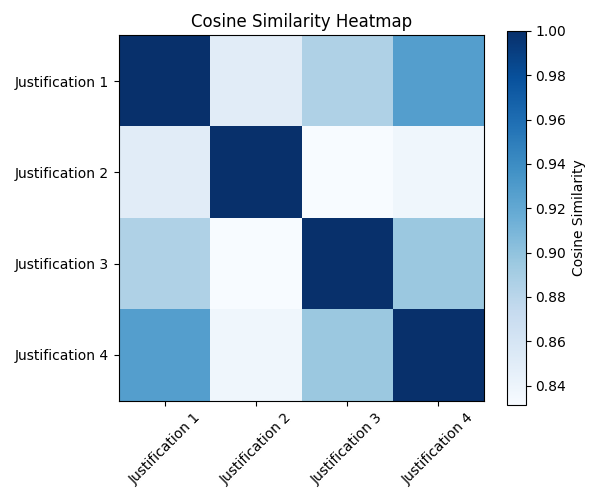 Cosine Similarity Heatmap
Justification 1
Justification 2
Justification 3
Justification 4
Justification 1
Justification 2
Justification 3
Justification 4
1.00
0.98
0.96
0.94
0.92
0.90
0.88
0.86
0.84
Cosine Similarity